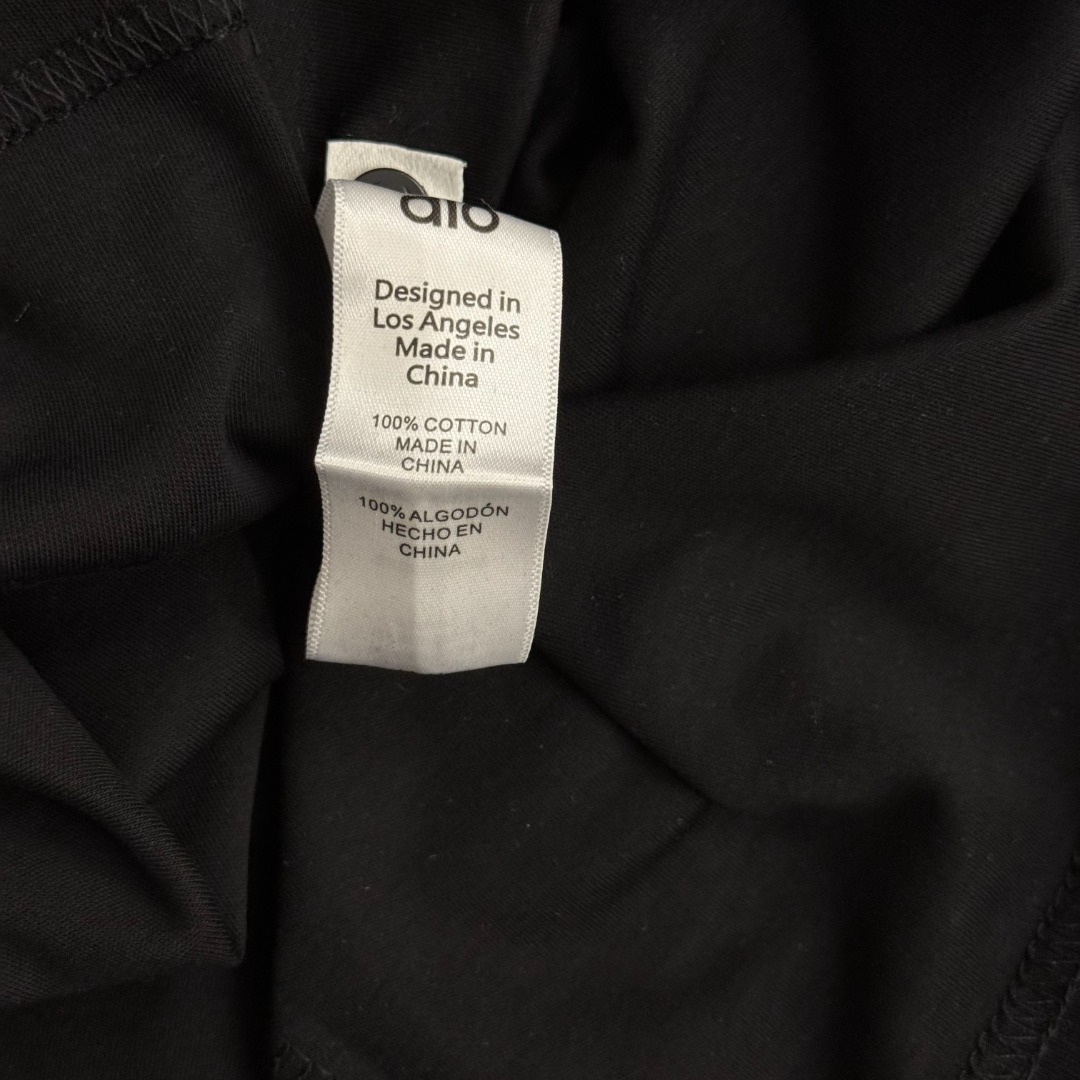 alo
Designed in
Los Angeles
Made in
China
100% COTTON
MADE IN
CHINA
100% ALGODÓN
HECHO EN
CHINA